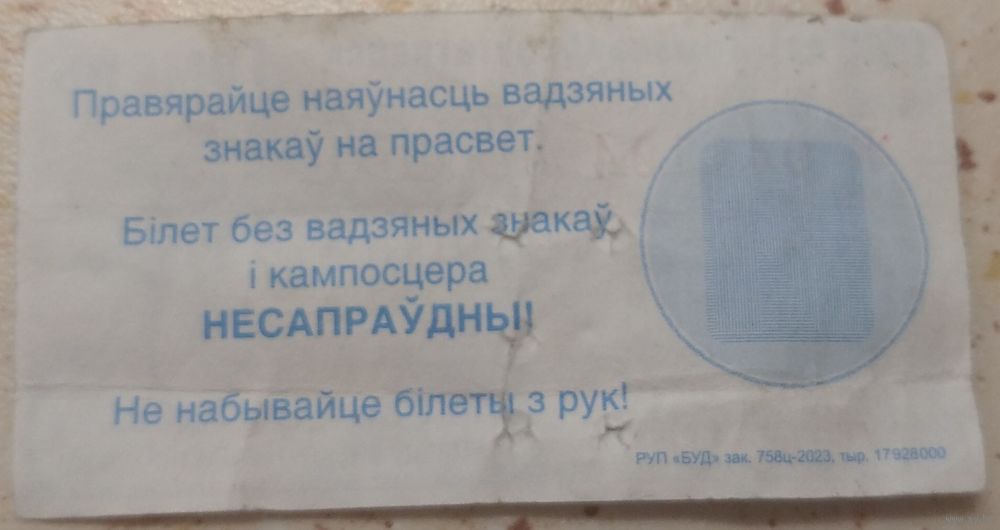 Правярайце наяўнасць вадзяных
знакаў на прасвет.
Білет без вадзяных знакаў
і кампосцера
НЕСАПРАЎДНЫ!
Не набывайце білеты з рук!
РУП «БУД» зак. 758ц-2023, тыр. 17928000